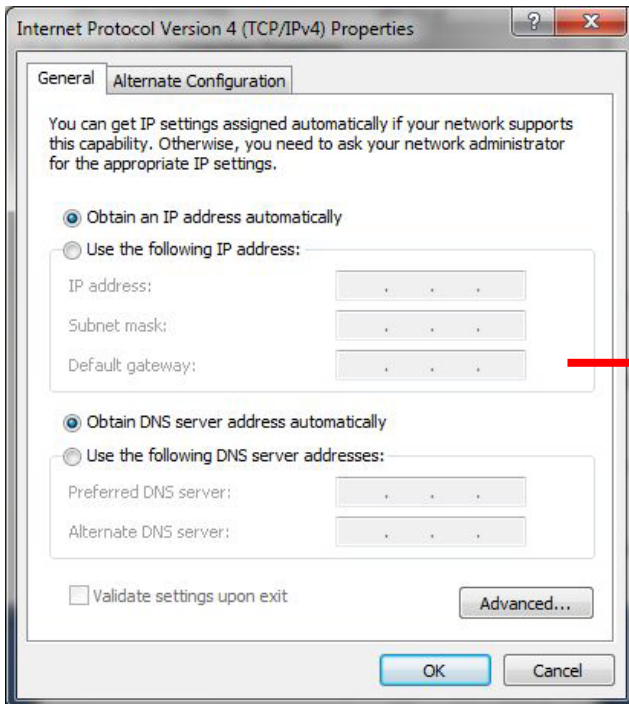 Internet Protocol Version 4 (TCP/IPv4) Properties
General
Alternate Configuration
You can get IP settings assigned automatically if your network supports
this capability. Otherwise, you need to ask your network administrator
for the appropriate IP settings.
Obtain an IP address automatically
Use the following IP address:
IP address:
Subnet mask:
Default gateway:
Obtain DNS server address automatically
Use the following DNS server addresses:
Preferred DNS server:
Alternate DNS server:
Validate settings upon exit
Advanced...
OK
Cancel